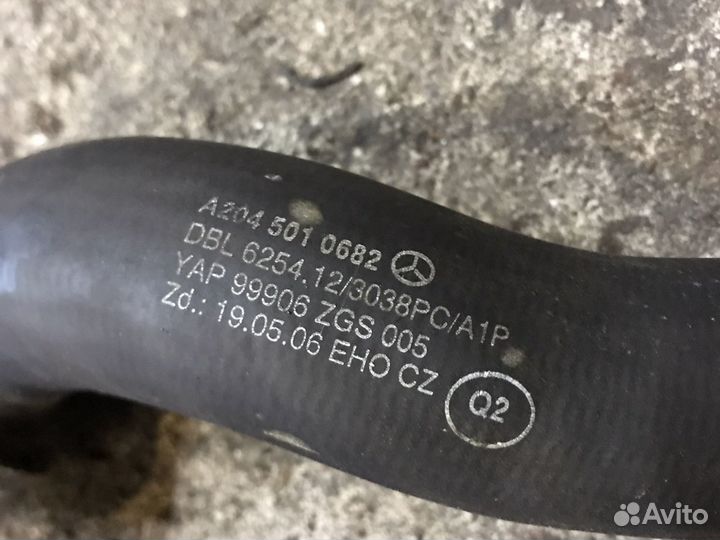 A204 501 0682
DBL 6254.12/3038PC/A1P
YAP 99906 ZGS 005
Zd.: 19.05.06 EHO CZ
Q2
Avito